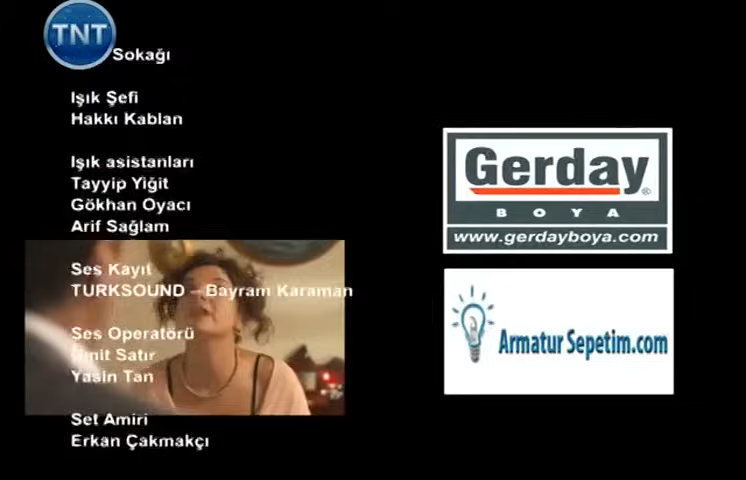 TNT
Sokağı
Işık Şefi
Hakkı Kablan
Işık asistanları
Tayyip Yiğit
Gökhan Oyacı
Arif Sağlam
Ses Kayıt
TURKSOUND – Bayram Karaman
Ses Operatörü
Ümit Satır
Yasin Tan
Set Amiri
Erkan Çakmakçı
Gerday®
BOYA
www.gerdayboya.com
Armatur Sepetim.com